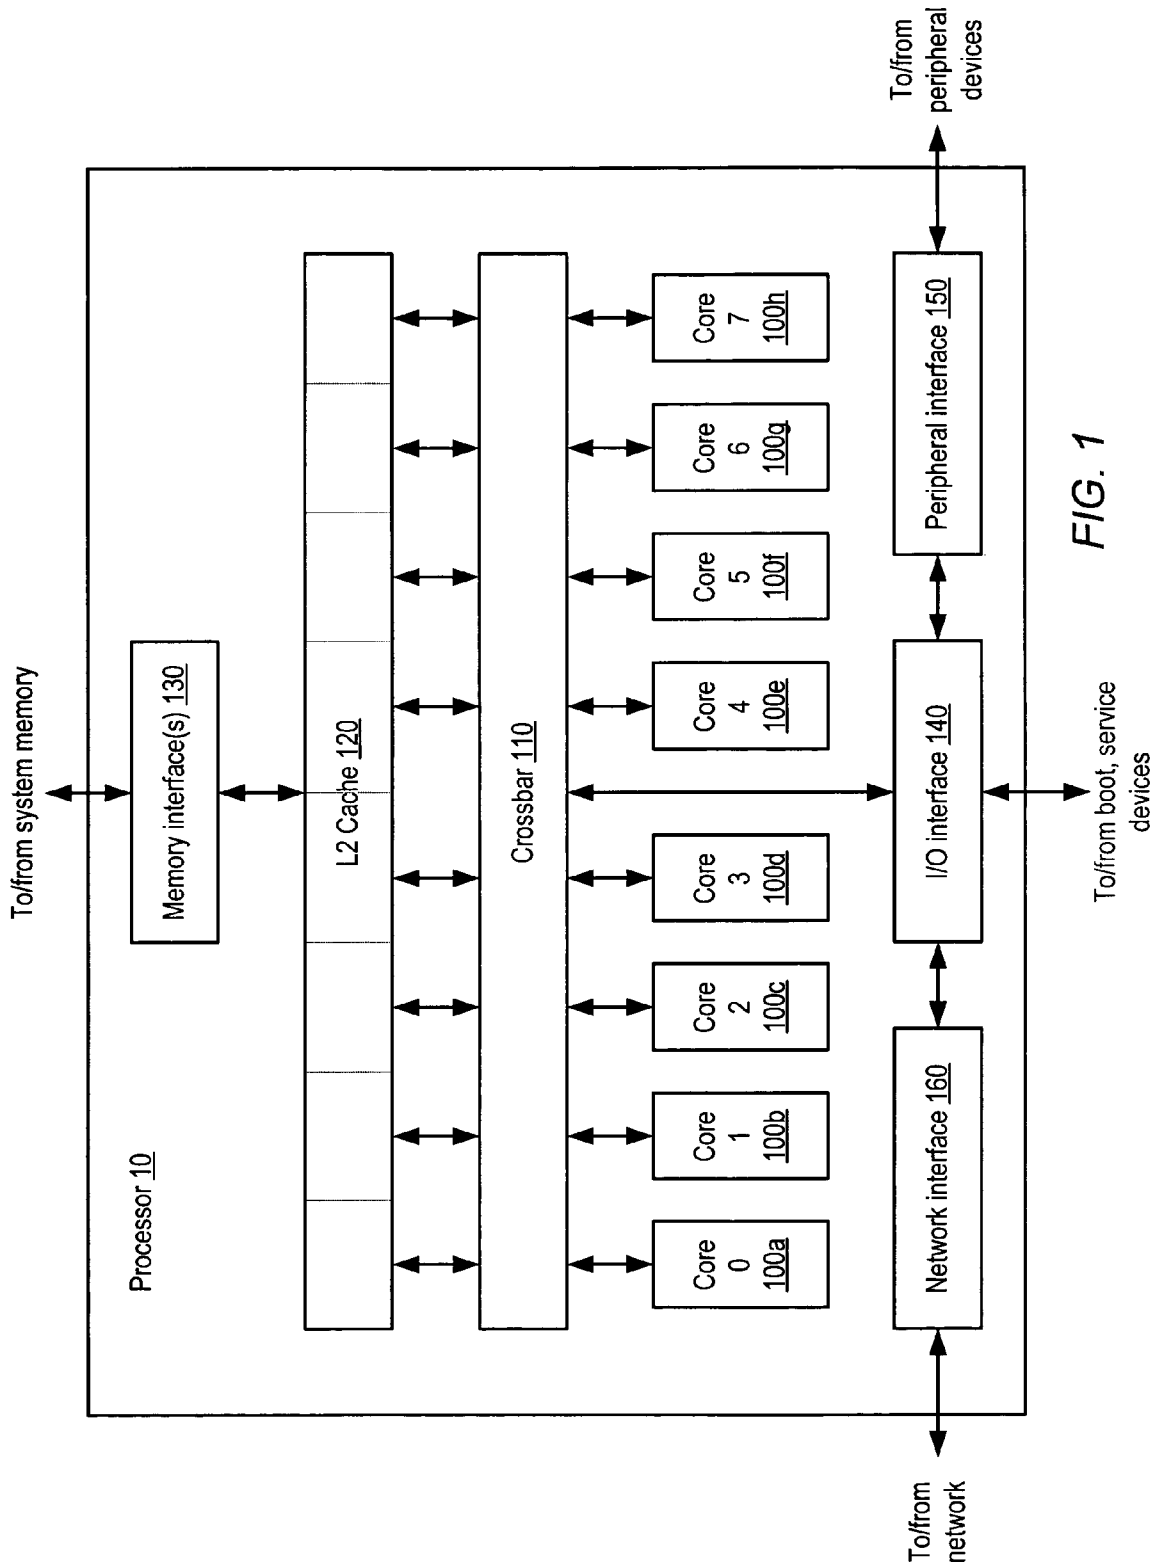 To/from system memory
Processor 10
Memory interface(s) 130
L2 Cache 120
Crossbar 110
Core
0
100a
Core
1
100b
Core
2
100c
Core
3
100d
Core
4
100e
Core
5
100f
Core
6
100g
Core
7
100h
Network interface 160
I/O interface 140
Peripheral interface 150
To/from
network
To/from boot, service
devices
To/from
peripheral
devices
FIG. 1